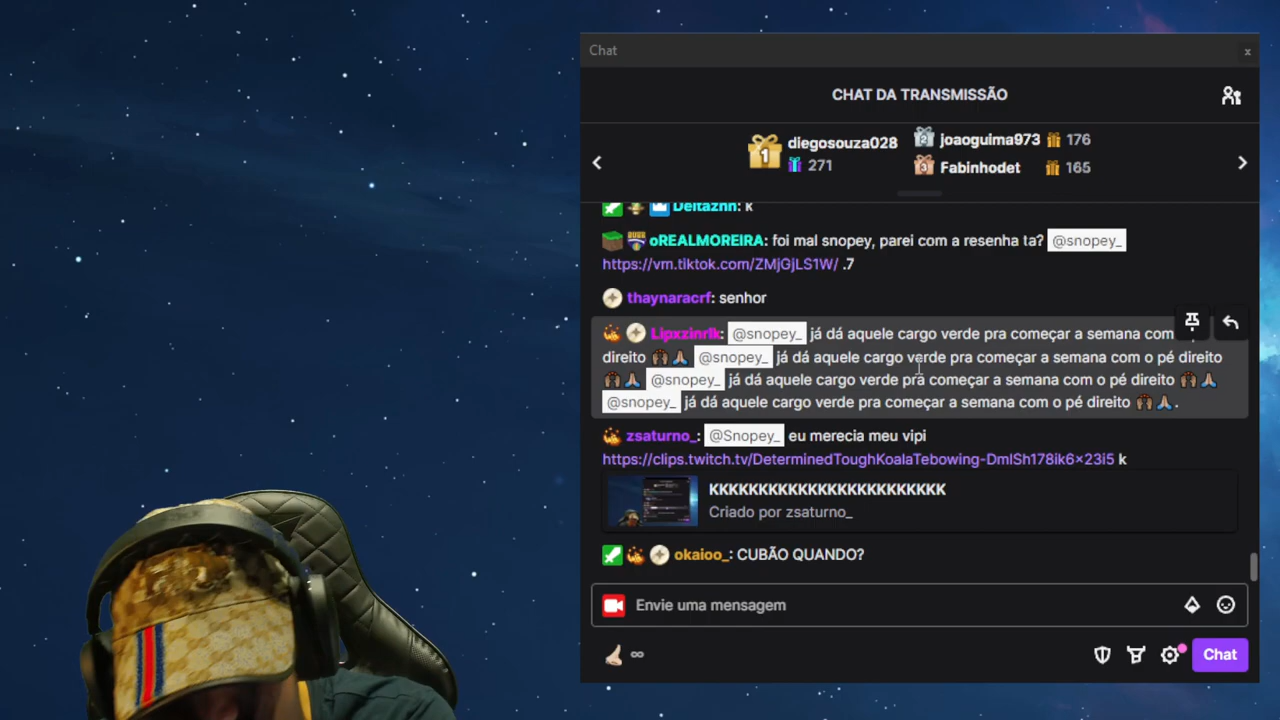 Chat
x
CHAT DA TRANSMISSÃO
1 diegosouza028 271
2 joaoguima973 176
3 Fabinhodet 165
Deltaznn: k
oREALMOREIRA: foi mal snopey, parei com a resenha ta? @snopey_
https://vm.tiktok.com/ZMjGjLS1W/ .7
thaynaracrf: senhor
Lipxzinrlk: @snopey_ já dá aquele cargo verde pra começar a semana com
direito @snopey_ já dá aquele cargo verde pra começar a semana com o pé direito
@snopey_ já dá aquele cargo verde pra começar a semana com o pé direito
@snopey_ já dá aquele cargo verde pra começar a semana com o pé direito .
zsaturno_: @Snopey_ eu merecia meu vipi
https://clips.twitch.tv/DeterminedToughKoalaTebowing-DmlSh178ik6x23i5 k
KKKKKKKKKKKKKKKKKKKKKKKK
Criado por zsaturno_
okaioo_: CUBÃO QUANDO?
Envie uma mensagem
∞
Chat